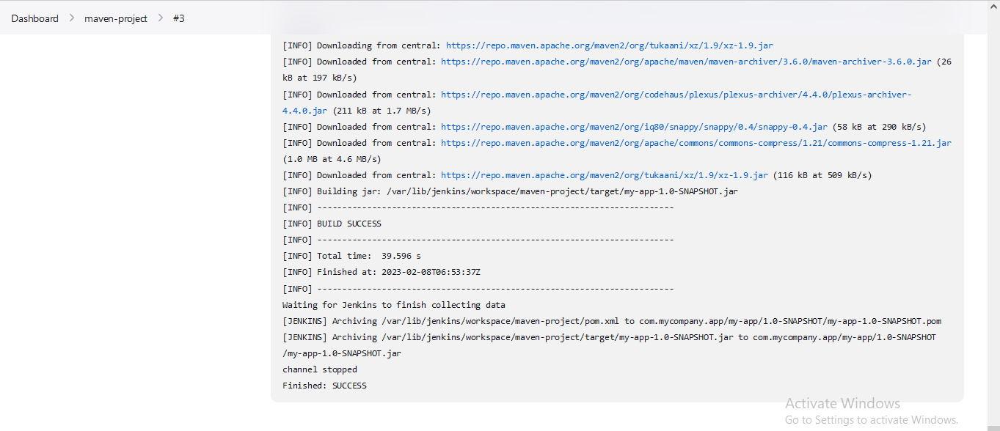 Dashboard > maven-project > #3
[INFO] Downloading from central: https://repo.maven.apache.org/maven2/org/tukaani/xz/1.9/xz-1.9.jar
[INFO] Downloaded from central: https://repo.maven.apache.org/maven2/org/apache/maven/maven-archiver/3.6.0/maven-archiver-3.6.0.jar (26
kB at 197 kB/s)
[INFO] Downloaded from central: https://repo.maven.apache.org/maven2/org/codehaus/plexus/plexus-archiver/4.4.0/plexus-archiver-
4.4.0.jar (211 kB at 1.7 MB/s)
[INFO] Downloaded from central: https://repo.maven.apache.org/maven2/org/iq80/snappy/snappy/0.4/snappy-0.4.jar (58 kB at 290 kB/s)
[INFO] Downloaded from central: https://repo.maven.apache.org/maven2/org/apache/commons/commons-compress/1.21/commons-compress-1.21.jar
(1.0 MB at 4.6 MB/s)
[INFO] Downloaded from central: https://repo.maven.apache.org/maven2/org/tukaani/xz/1.9/xz-1.9.jar (116 kB at 509 kB/s)
[INFO] Building jar: /var/lib/jenkins/workspace/maven-project/target/my-app-1.0-SNAPSHOT.jar
[INFO] ------------------------------------------------------------------------
[INFO] BUILD SUCCESS
[INFO] ------------------------------------------------------------------------
[INFO] Total time:  39.596 s
[INFO] Finished at: 2023-02-08T06:53:37Z
[INFO] ------------------------------------------------------------------------
Waiting for Jenkins to finish collecting data
[JENKINS] Archiving /var/lib/jenkins/workspace/maven-project/pom.xml to com.mycompany.app/my-app/1.0-SNAPSHOT/my-app-1.0-SNAPSHOT.pom
[JENKINS] Archiving /var/lib/jenkins/workspace/maven-project/target/my-app-1.0-SNAPSHOT.jar to com.mycompany.app/my-app/1.0-SNAPSHOT
/my-app-1.0-SNAPSHOT.jar
channel stopped
Finished: SUCCESS
Activate Windows
Go to Settings to activate Windows.